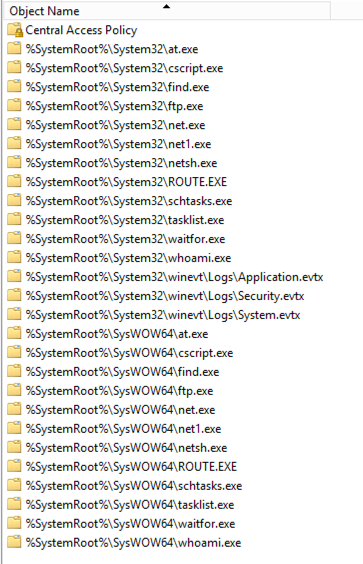 Object Name
Central Access Policy
%SystemRoot%\System32\at.exe
%SystemRoot%\System32\cscript.exe
%SystemRoot%\System32\find.exe
%SystemRoot%\System32\ftp.exe
%SystemRoot%\System32\net.exe
%SystemRoot%\System32\net1.exe
%SystemRoot%\System32\netsh.exe
%SystemRoot%\System32\ROUTE.EXE
%SystemRoot%\System32\schtasks.exe
%SystemRoot%\System32\tasklist.exe
%SystemRoot%\System32\waitfor.exe
%SystemRoot%\System32\whoami.exe
%SystemRoot%\System32\winevt\Logs\Application.evtx
%SystemRoot%\System32\winevt\Logs\Security.evtx
%SystemRoot%\System32\winevt\Logs\System.evtx
%SystemRoot%\SysWOW64\at.exe
%SystemRoot%\SysWOW64\cscript.exe
%SystemRoot%\SysWOW64\find.exe
%SystemRoot%\SysWOW64\ftp.exe
%SystemRoot%\SysWOW64\net.exe
%SystemRoot%\SysWOW64\net1.exe
%SystemRoot%\SysWOW64\netsh.exe
%SystemRoot%\SysWOW64\ROUTE.EXE
%SystemRoot%\SysWOW64\schtasks.exe
%SystemRoot%\SysWOW64\tasklist.exe
%SystemRoot%\SysWOW64\waitfor.exe
%SystemRoot%\SysWOW64\whoami.exe